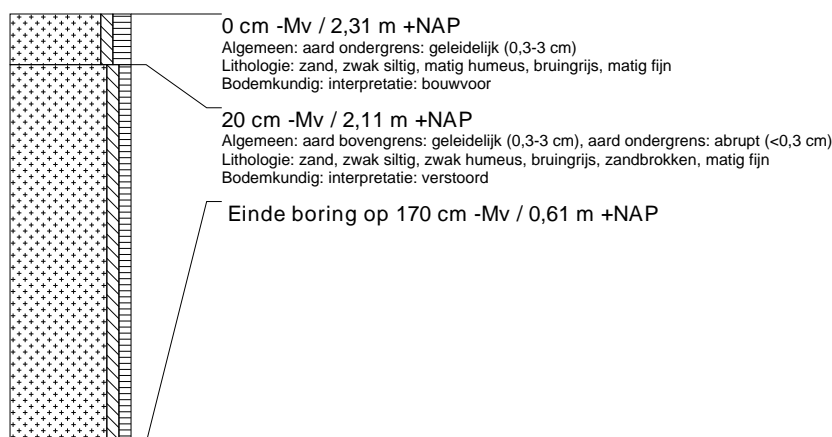 0 cm -Mv / 2,31 m +NAP
Algemeen: aard ondergrens: geleidelijk (0,3-3 cm)
Lithologie: zand, zwak siltig, matig humeus, bruingrijs, matig fijn
Bodemkundig: interpretatie: bouwvoor
20 cm -Mv / 2,11 m +NAP
Algemeen: aard bovengrens: geleidelijk (0,3-3 cm), aard ondergrens: abrupt (<0,3 cm)
Lithologie: zand, zwak siltig, zwak humeus, bruingrijs, zandbrokken, matig fijn
Bodemkundig: interpretatie: verstoord
Einde boring op 170 cm -Mv / 0,61 m +NAP